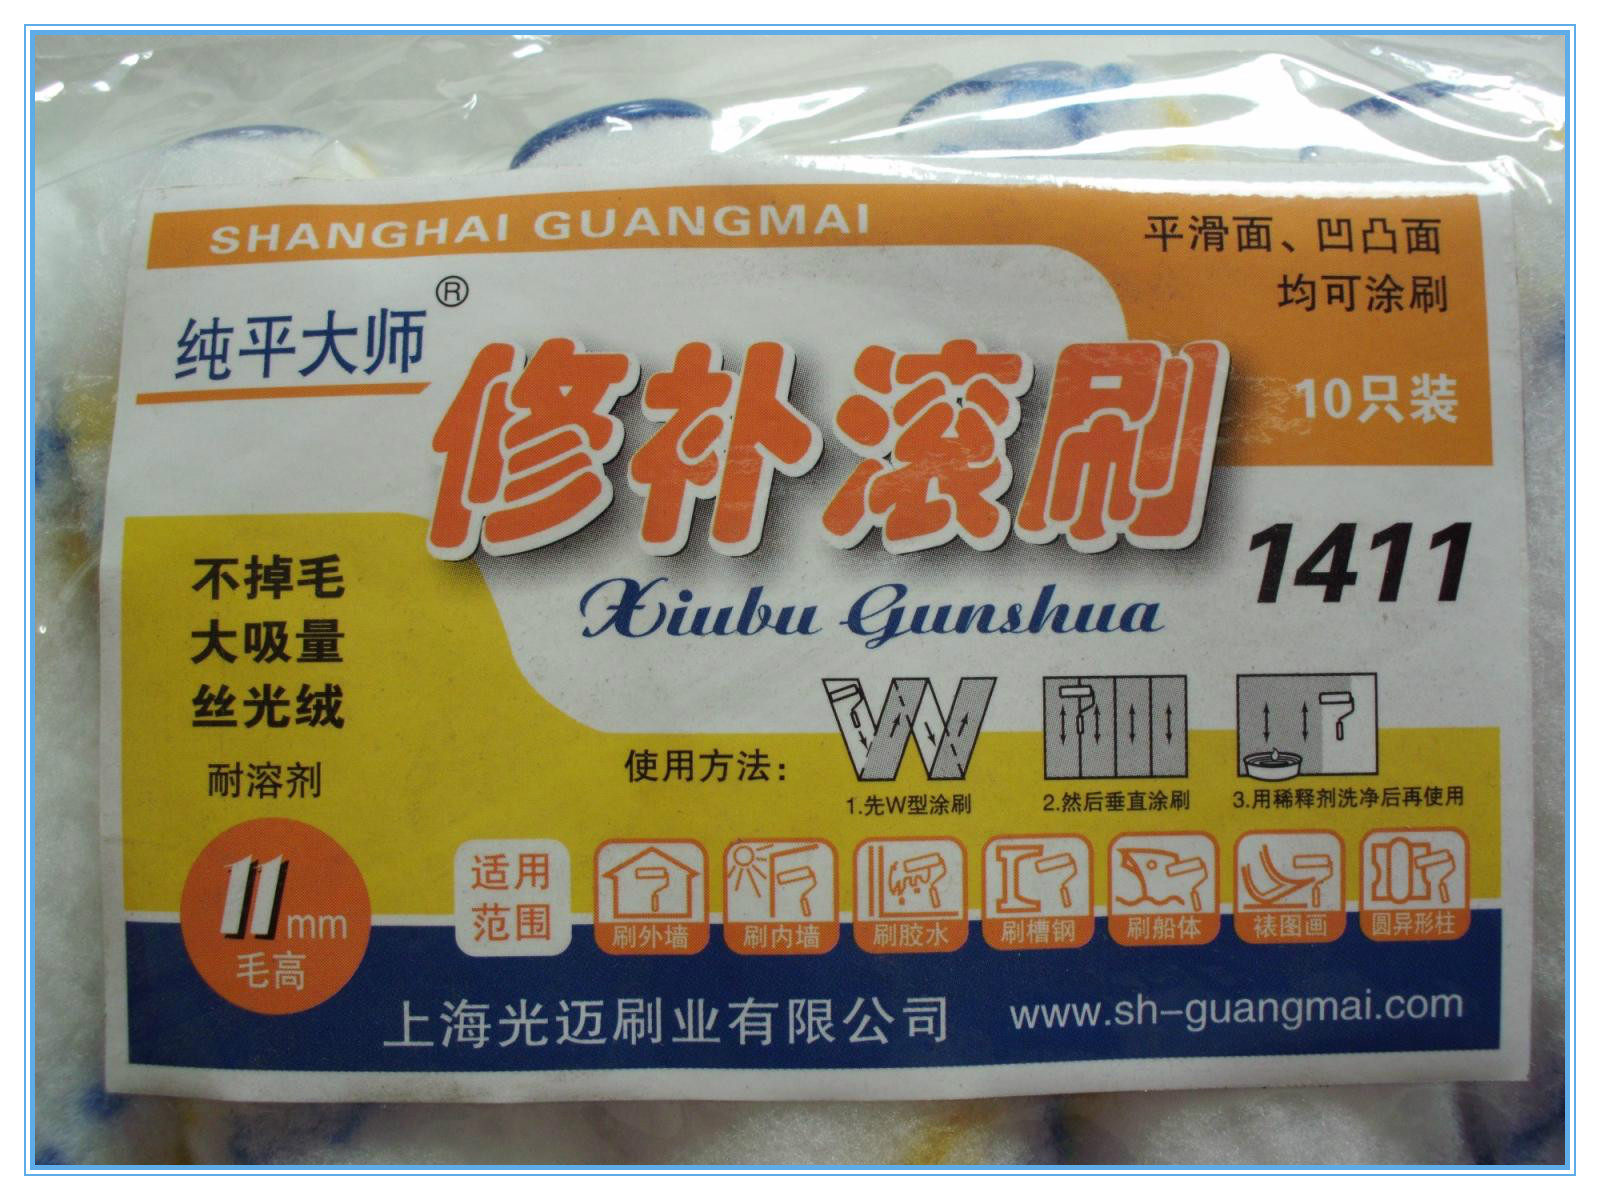 SHANGHAI GUANGMAI
平滑面、凹凸面
均可涂刷
纯平大师®
修补滚刷
10只装
Xiubu Gunshua
1411
不掉毛
大吸量
丝光绒
耐溶剂
使用方法：
1.先W型涂刷
2.然后垂直涂刷
3.用稀释剂洗净后再使用
11mm
毛高
适用
范围
刷外墙
刷内墙
刷胶水
刷槽钢
刷船体
裱图画
圆异形柱
上海光迈刷业有限公司
www.sh-guangmai.com